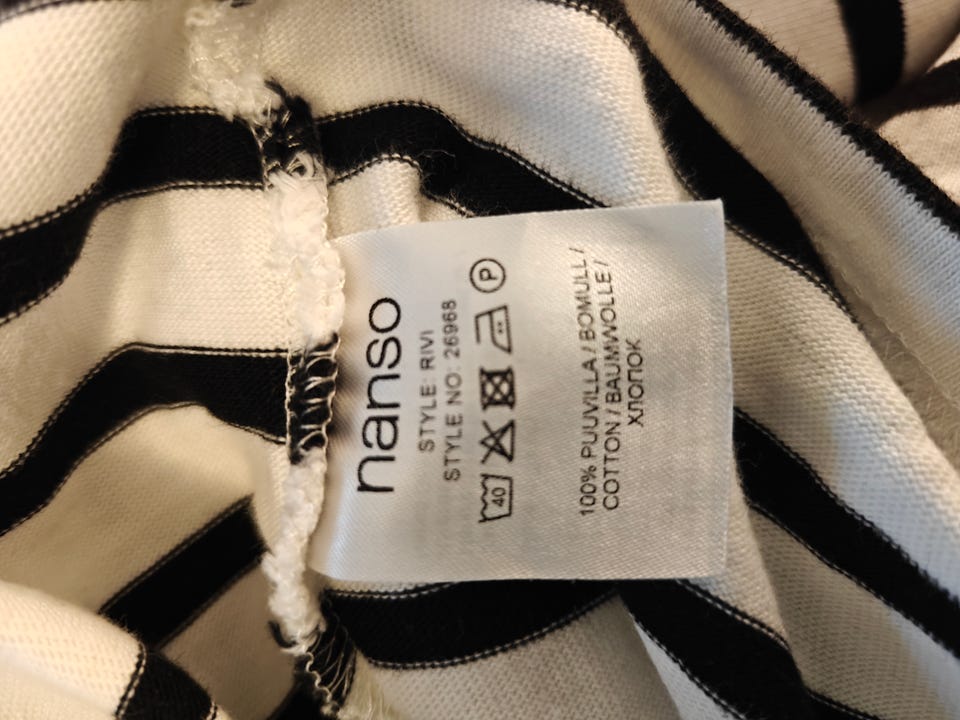 nanso
STYLE: RIVI
STYLE NO: 26968
40 P
100% PUUVILLA / BOMULL /
COTTON / BAUMWOLLE /
ХЛОПОК